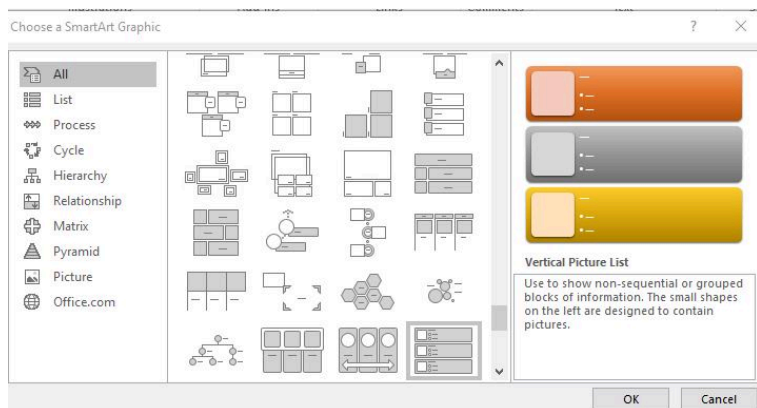 Choose a SmartArt Graphic
?
All
List
Process
Cycle
Hierarchy
Relationship
Matrix
Pyramid
Picture
Office.com
Vertical Picture List
Use to show non-sequential or grouped
blocks of information. The small shapes
on the left are designed to contain
pictures.
OK
Cancel